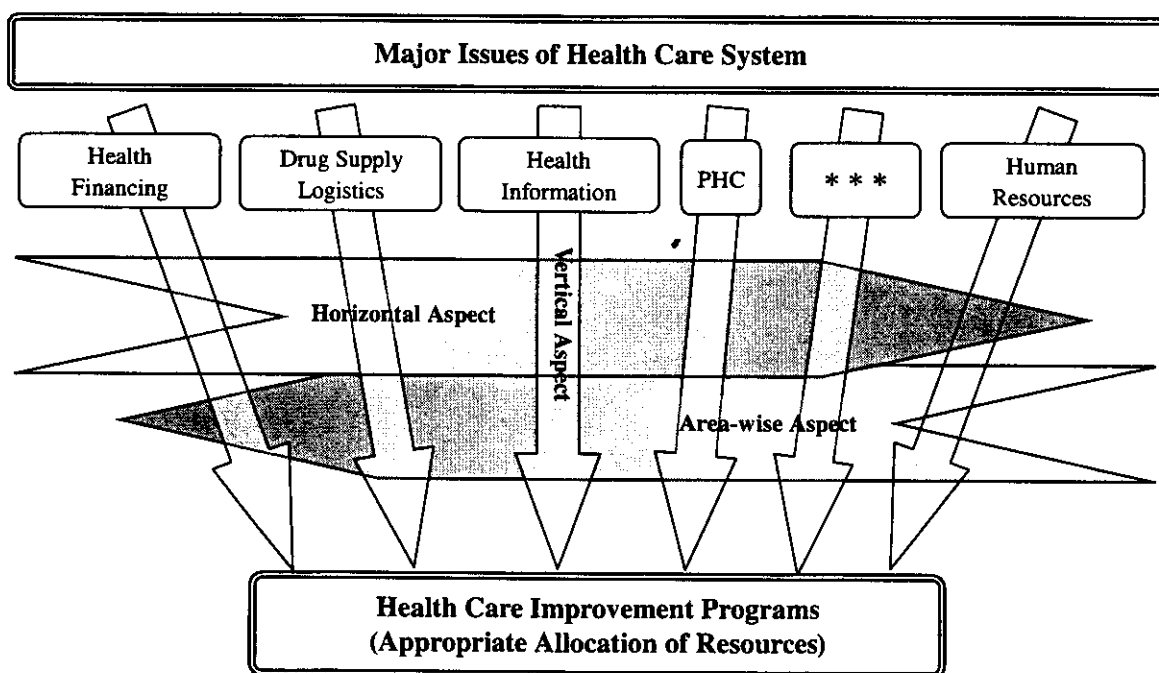 Major Issues of Health Care System
Health
Financing
Drug Supply
Logistics
Health
Information
PHC
* * *
Human
Resources
Vertical Aspect
Horizontal Aspect
Area-wise Aspect
Health Care Improvement Programs
(Appropriate Allocation of Resources)